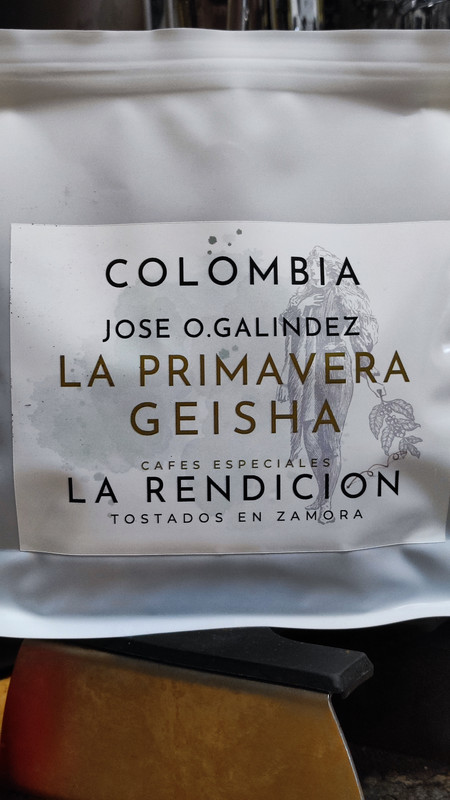 COLOMBIA
JOSE O.GALINDEZ
LA PRIMAVERA
GEISHA
CAFES ESPECIALES
LA RENDICION
TOSTADOS EN ZAMORA